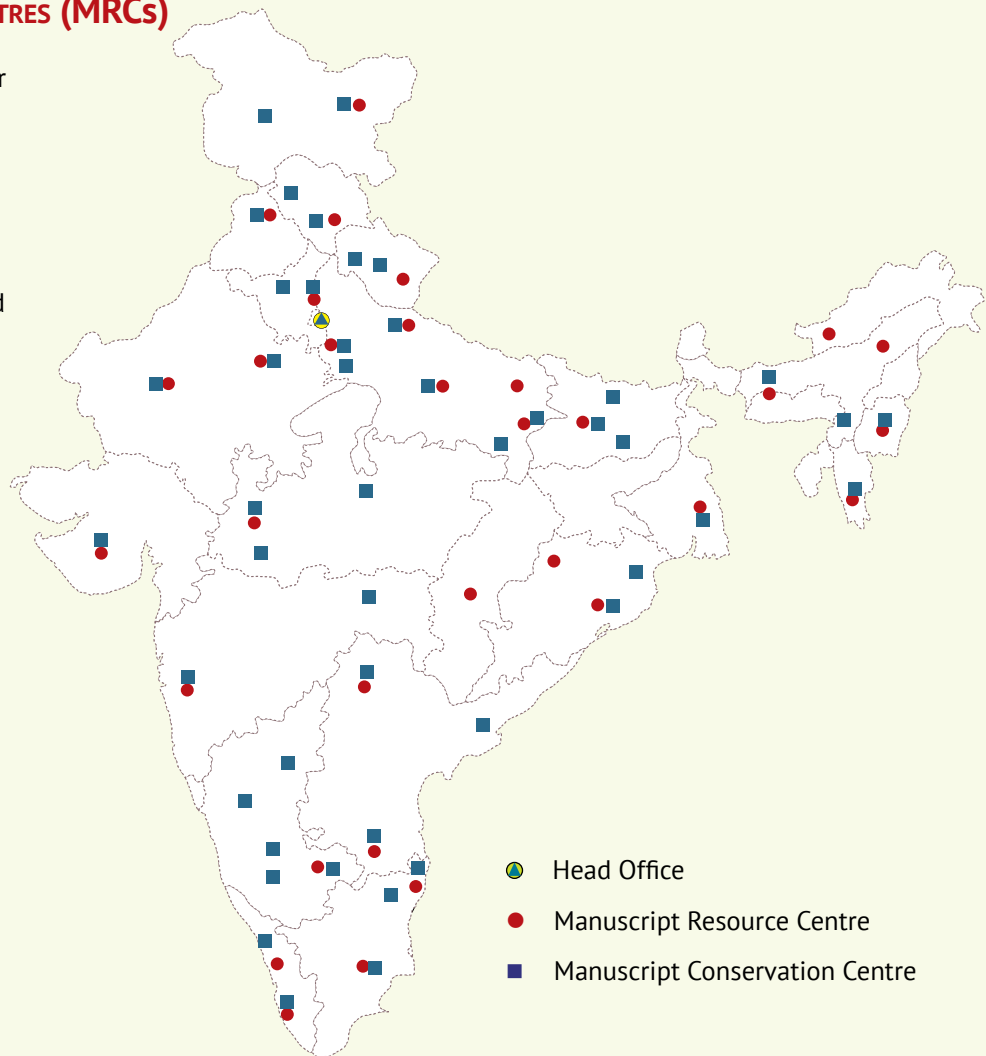 TRES (MRCs)
r
d
Head Office
Manuscript Resource Centre
Manuscript Conservation Centre